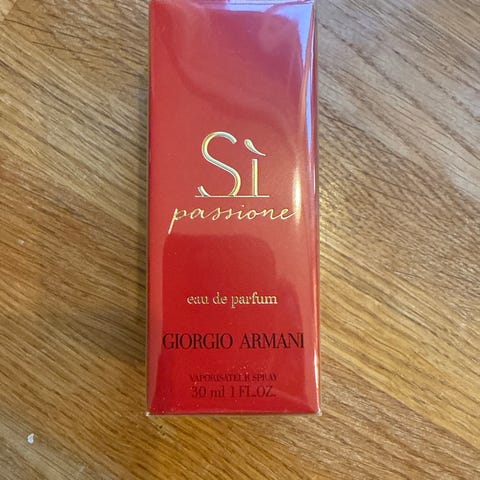 Sì
passione
eau de parfum
GIORGIO ARMANI
VAPORISATEUR SPRAY
30 ml 1 FL.OZ.